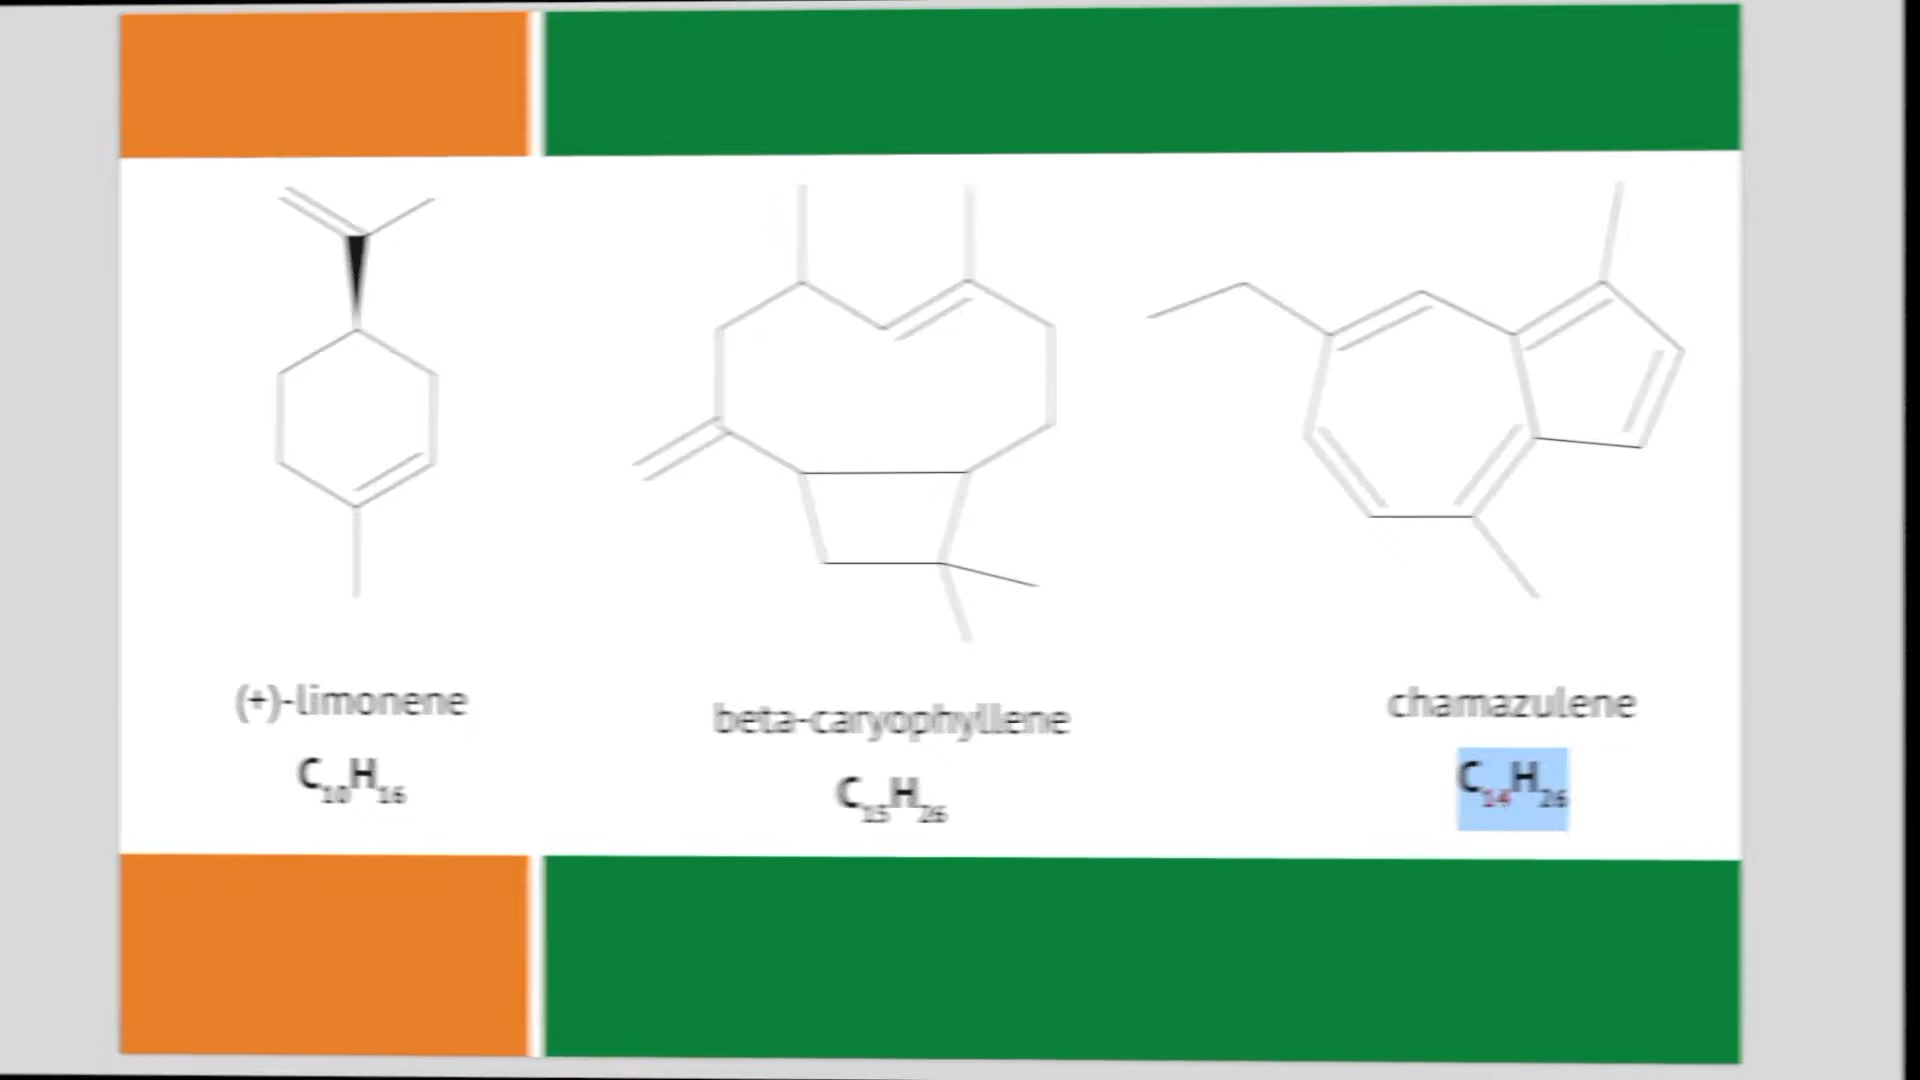 (+)-limonene
C₁₀H₁₆
beta-caryophyllene
C₁₅H₂₆
chamazulene
C₁₄H₂₆